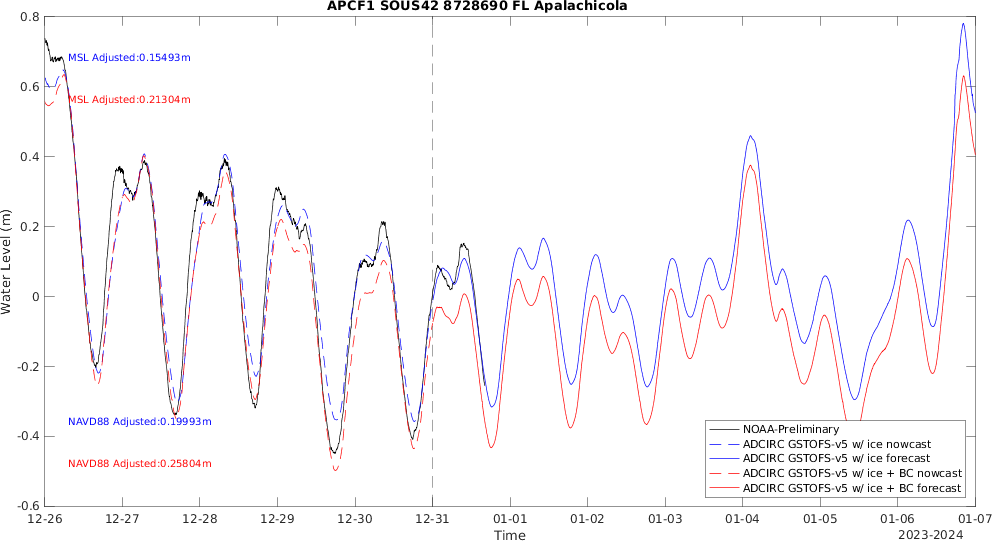 APCF1 SOUS42 8728690 FL Apalachicola
0.8
0.6
0.4
0.2
0
-0.2
-0.4
-0.6
Water Level (m)
MSL Adjusted:0.15493m
MSL Adjusted:0.21304m
NAVD88 Adjusted:0.19993m
NAVD88 Adjusted:0.25804m
NOAA-Preliminary
ADCIRC GSTOFS-v5 w/ ice nowcast
ADCIRC GSTOFS-v5 w/ ice forecast
ADCIRC GSTOFS-v5 w/ ice + BC nowcast
ADCIRC GSTOFS-v5 w/ ice + BC forecast
12-26 12-27 12-28 12-29 12-30 12-31 01-01 01-02 01-03 01-04 01-05 01-06 01-07
Time
2023-2024